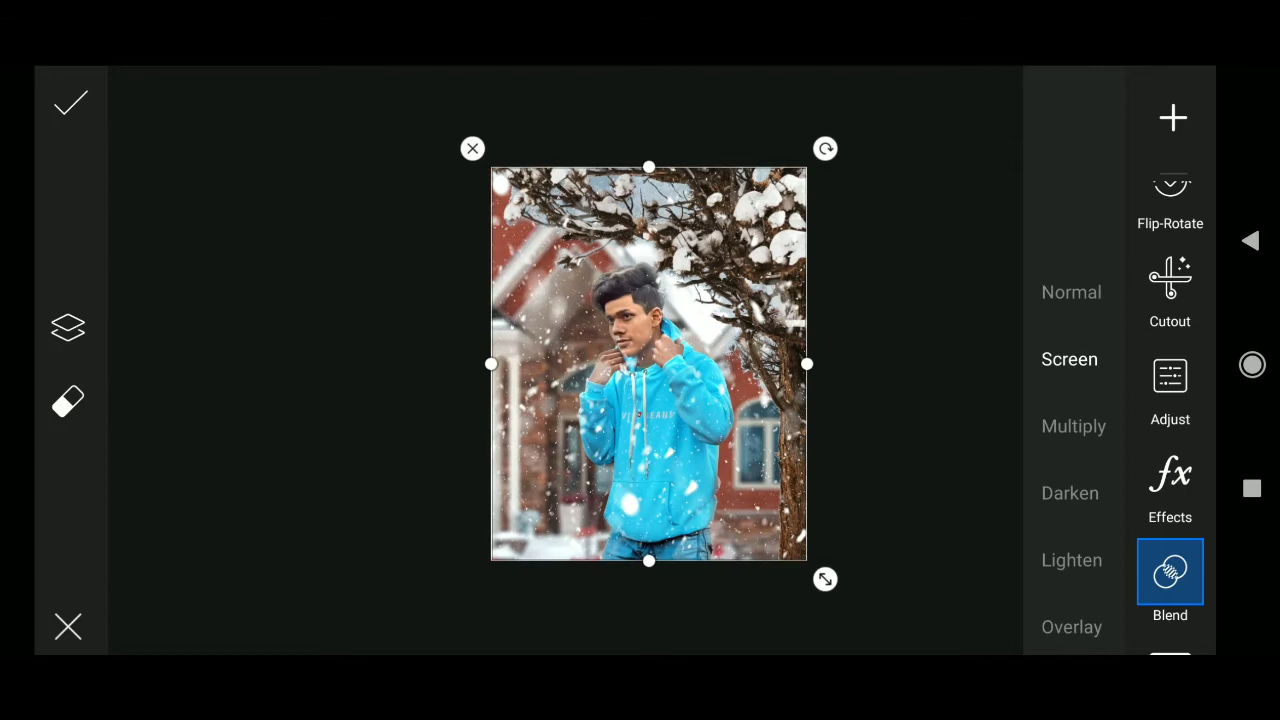 Normal
Screen
Multiply
Darken
Lighten
Overlay
Flip-Rotate
Cutout
Adjust
fx
Effects
Blend